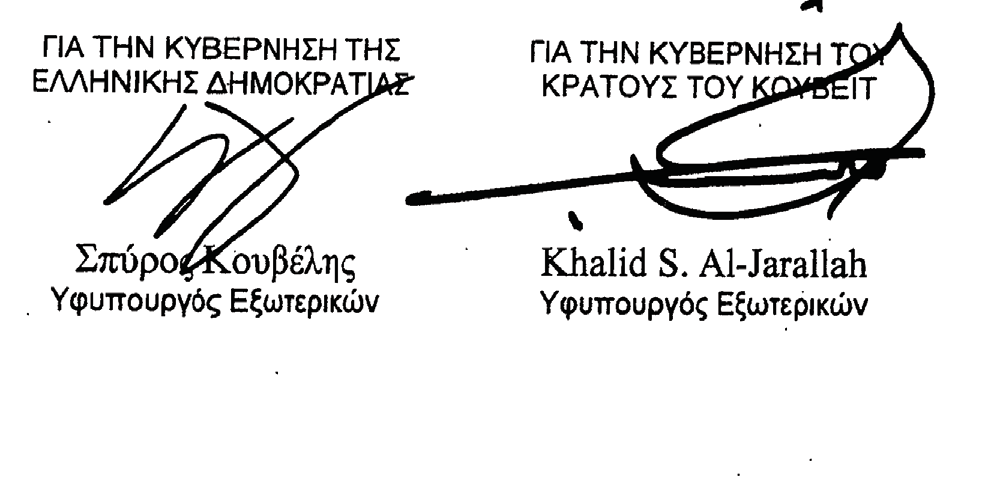 ΓΙΑ ΤΗΝ ΚΥΒΕΡΝΗΣΗ ΤΗΣ
ΕΛΛΗΝΙΚΗΣ ΔΗΜΟΚΡΑΤΙΑΣ
Σπύρος Κουβέλης
Υφυπουργός Εξωτερικών
ΓΙΑ ΤΗΝ ΚΥΒΕΡΝΗΣΗ ΤΟΥ
ΚΡΑΤΟΥΣ ΤΟΥ ΚΟΥΒΕΙΤ
Khalid S. Al-Jarallah
Υφυπουργός Εξωτερικών